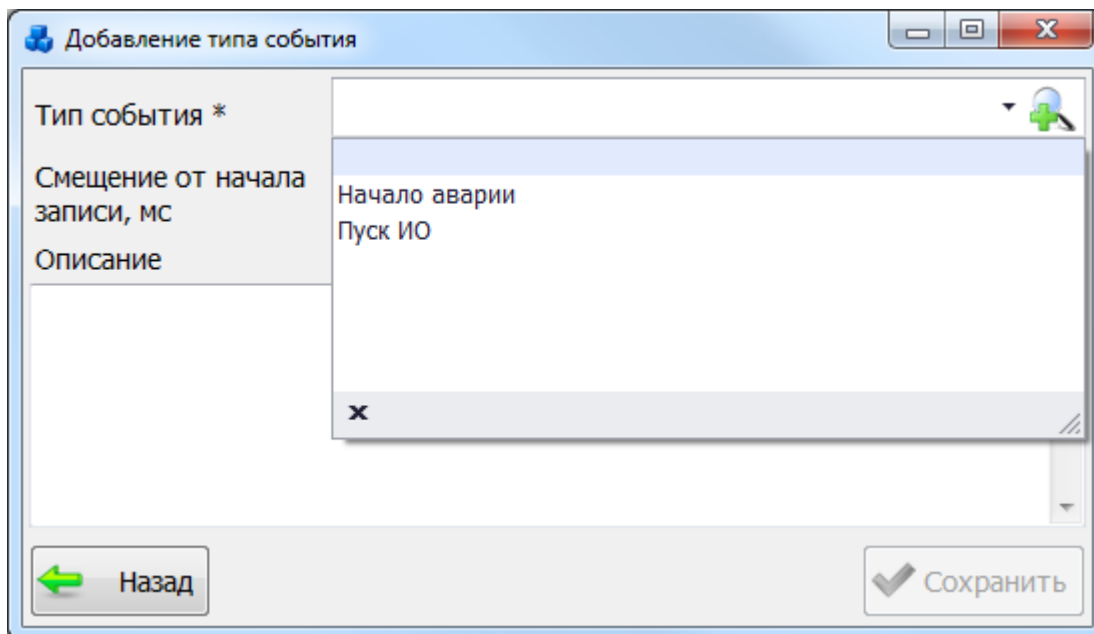 Добавление типа события
Тип события *
Смещение от начала
записи, мс
Описание
Начало аварии
Пуск ИО
x
Назад
Сохранить